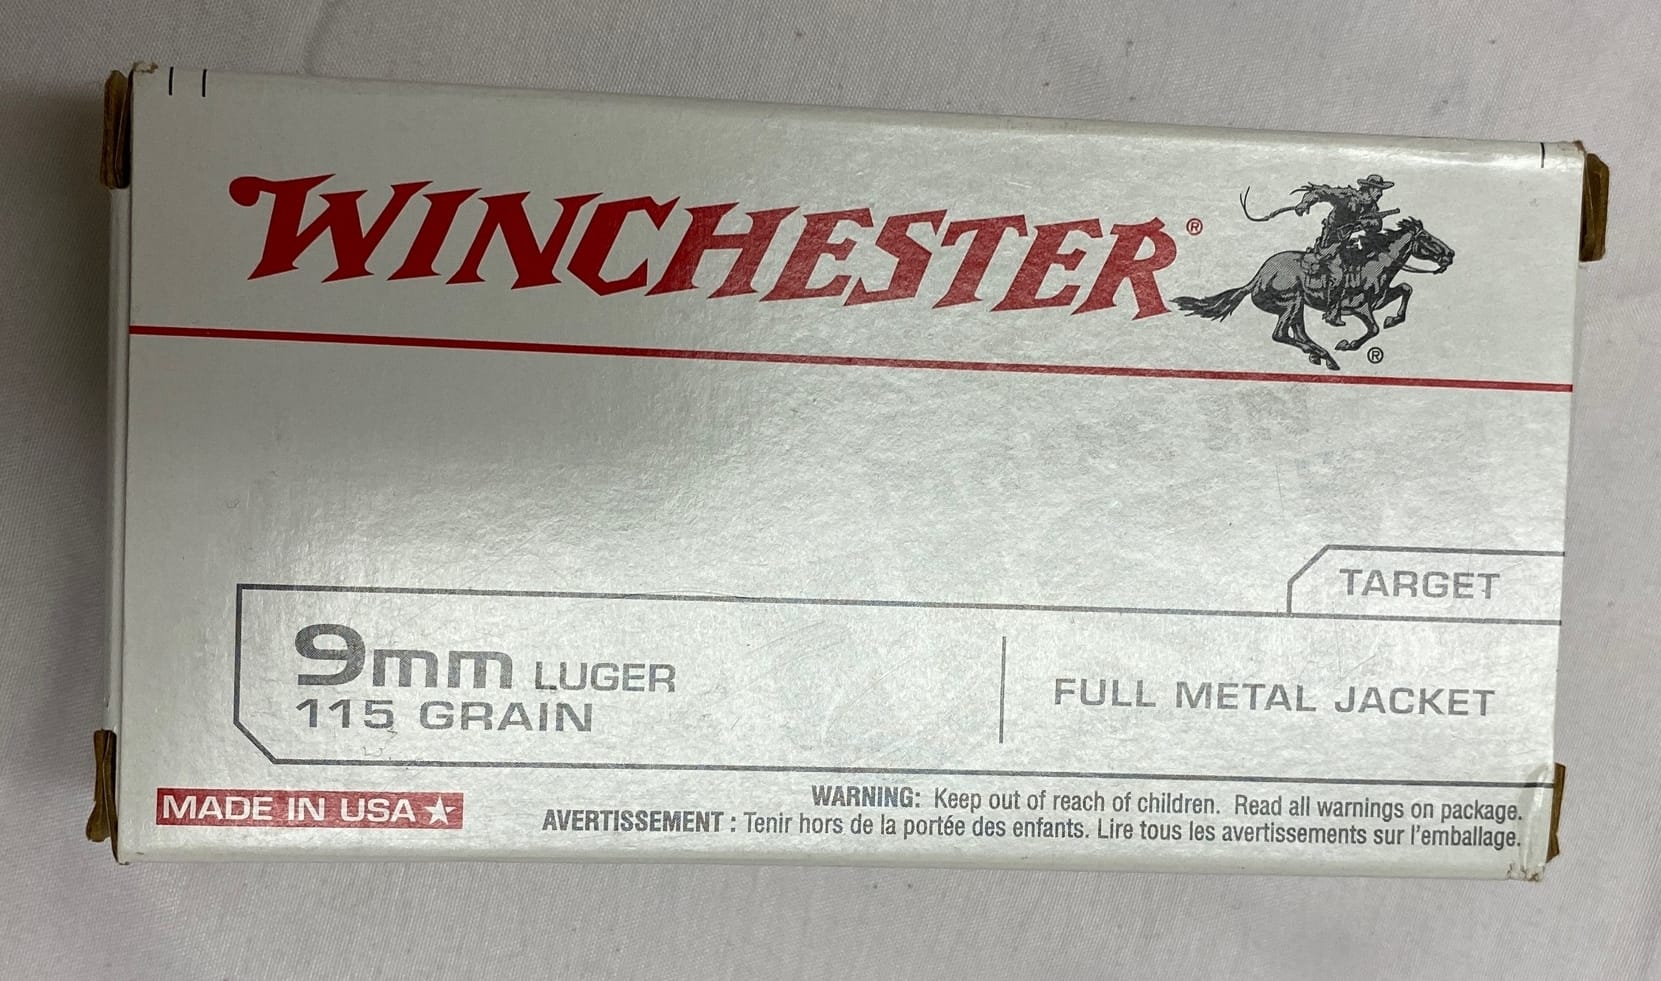 WINCHESTER®
®
TARGET
9mm LUGER
115 GRAIN
FULL METAL JACKET
MADE IN USA
WARNING: Keep out of reach of children. Read all warnings on package.
AVERTISSEMENT : Tenir hors de la portée des enfants. Lire tous les avertissements sur l'emballage.